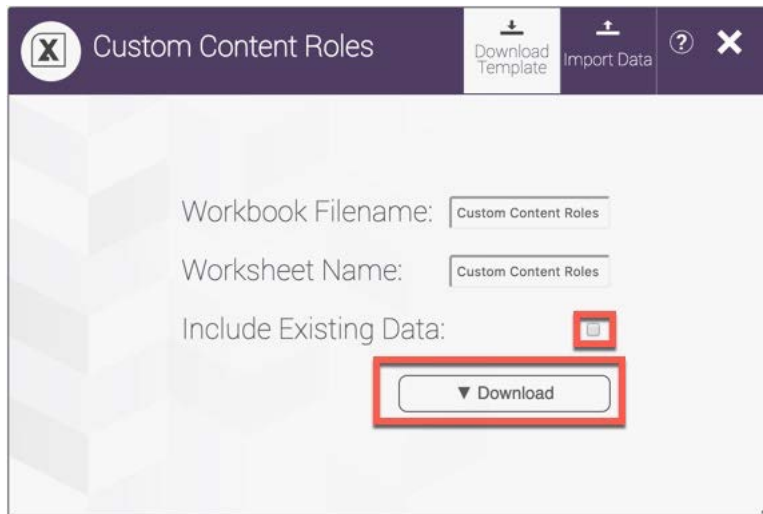 X
Custom Content Roles
Download
Template
Import Data
?
Workbook Filename:
Custom Content Roles
Worksheet Name:
Custom Content Roles
Include Existing Data:
▼ Download